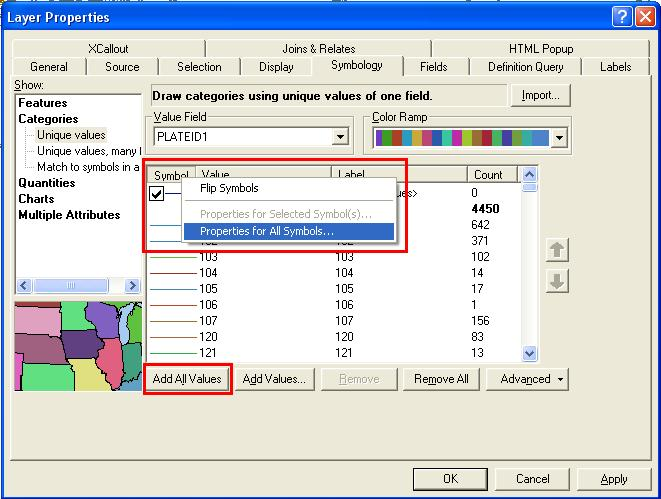 Layer Properties
XCallout Joins & Relates HTML Popup
General Source Selection Display Symbology Fields Definition Query Labels
Show:
Features
Categories
Unique values
Unique values, many
Match to symbols in a
Quantities
Charts
Multiple Attributes
Draw categories using unique values of one field.
Import...
Value Field
PLATEID1
Color Ramp
Symbol Value Label Count
Flip Symbols
Properties for Selected Symbol(s)...
Properties for All Symbols...
0
4450
642
102 102 371
103 103 102
104 104 14
105 105 17
106 106 1
107 107 156
120 120 83
121 121 13
Add All Values Add Values... Remove Remove All Advanced
OK Cancel Apply